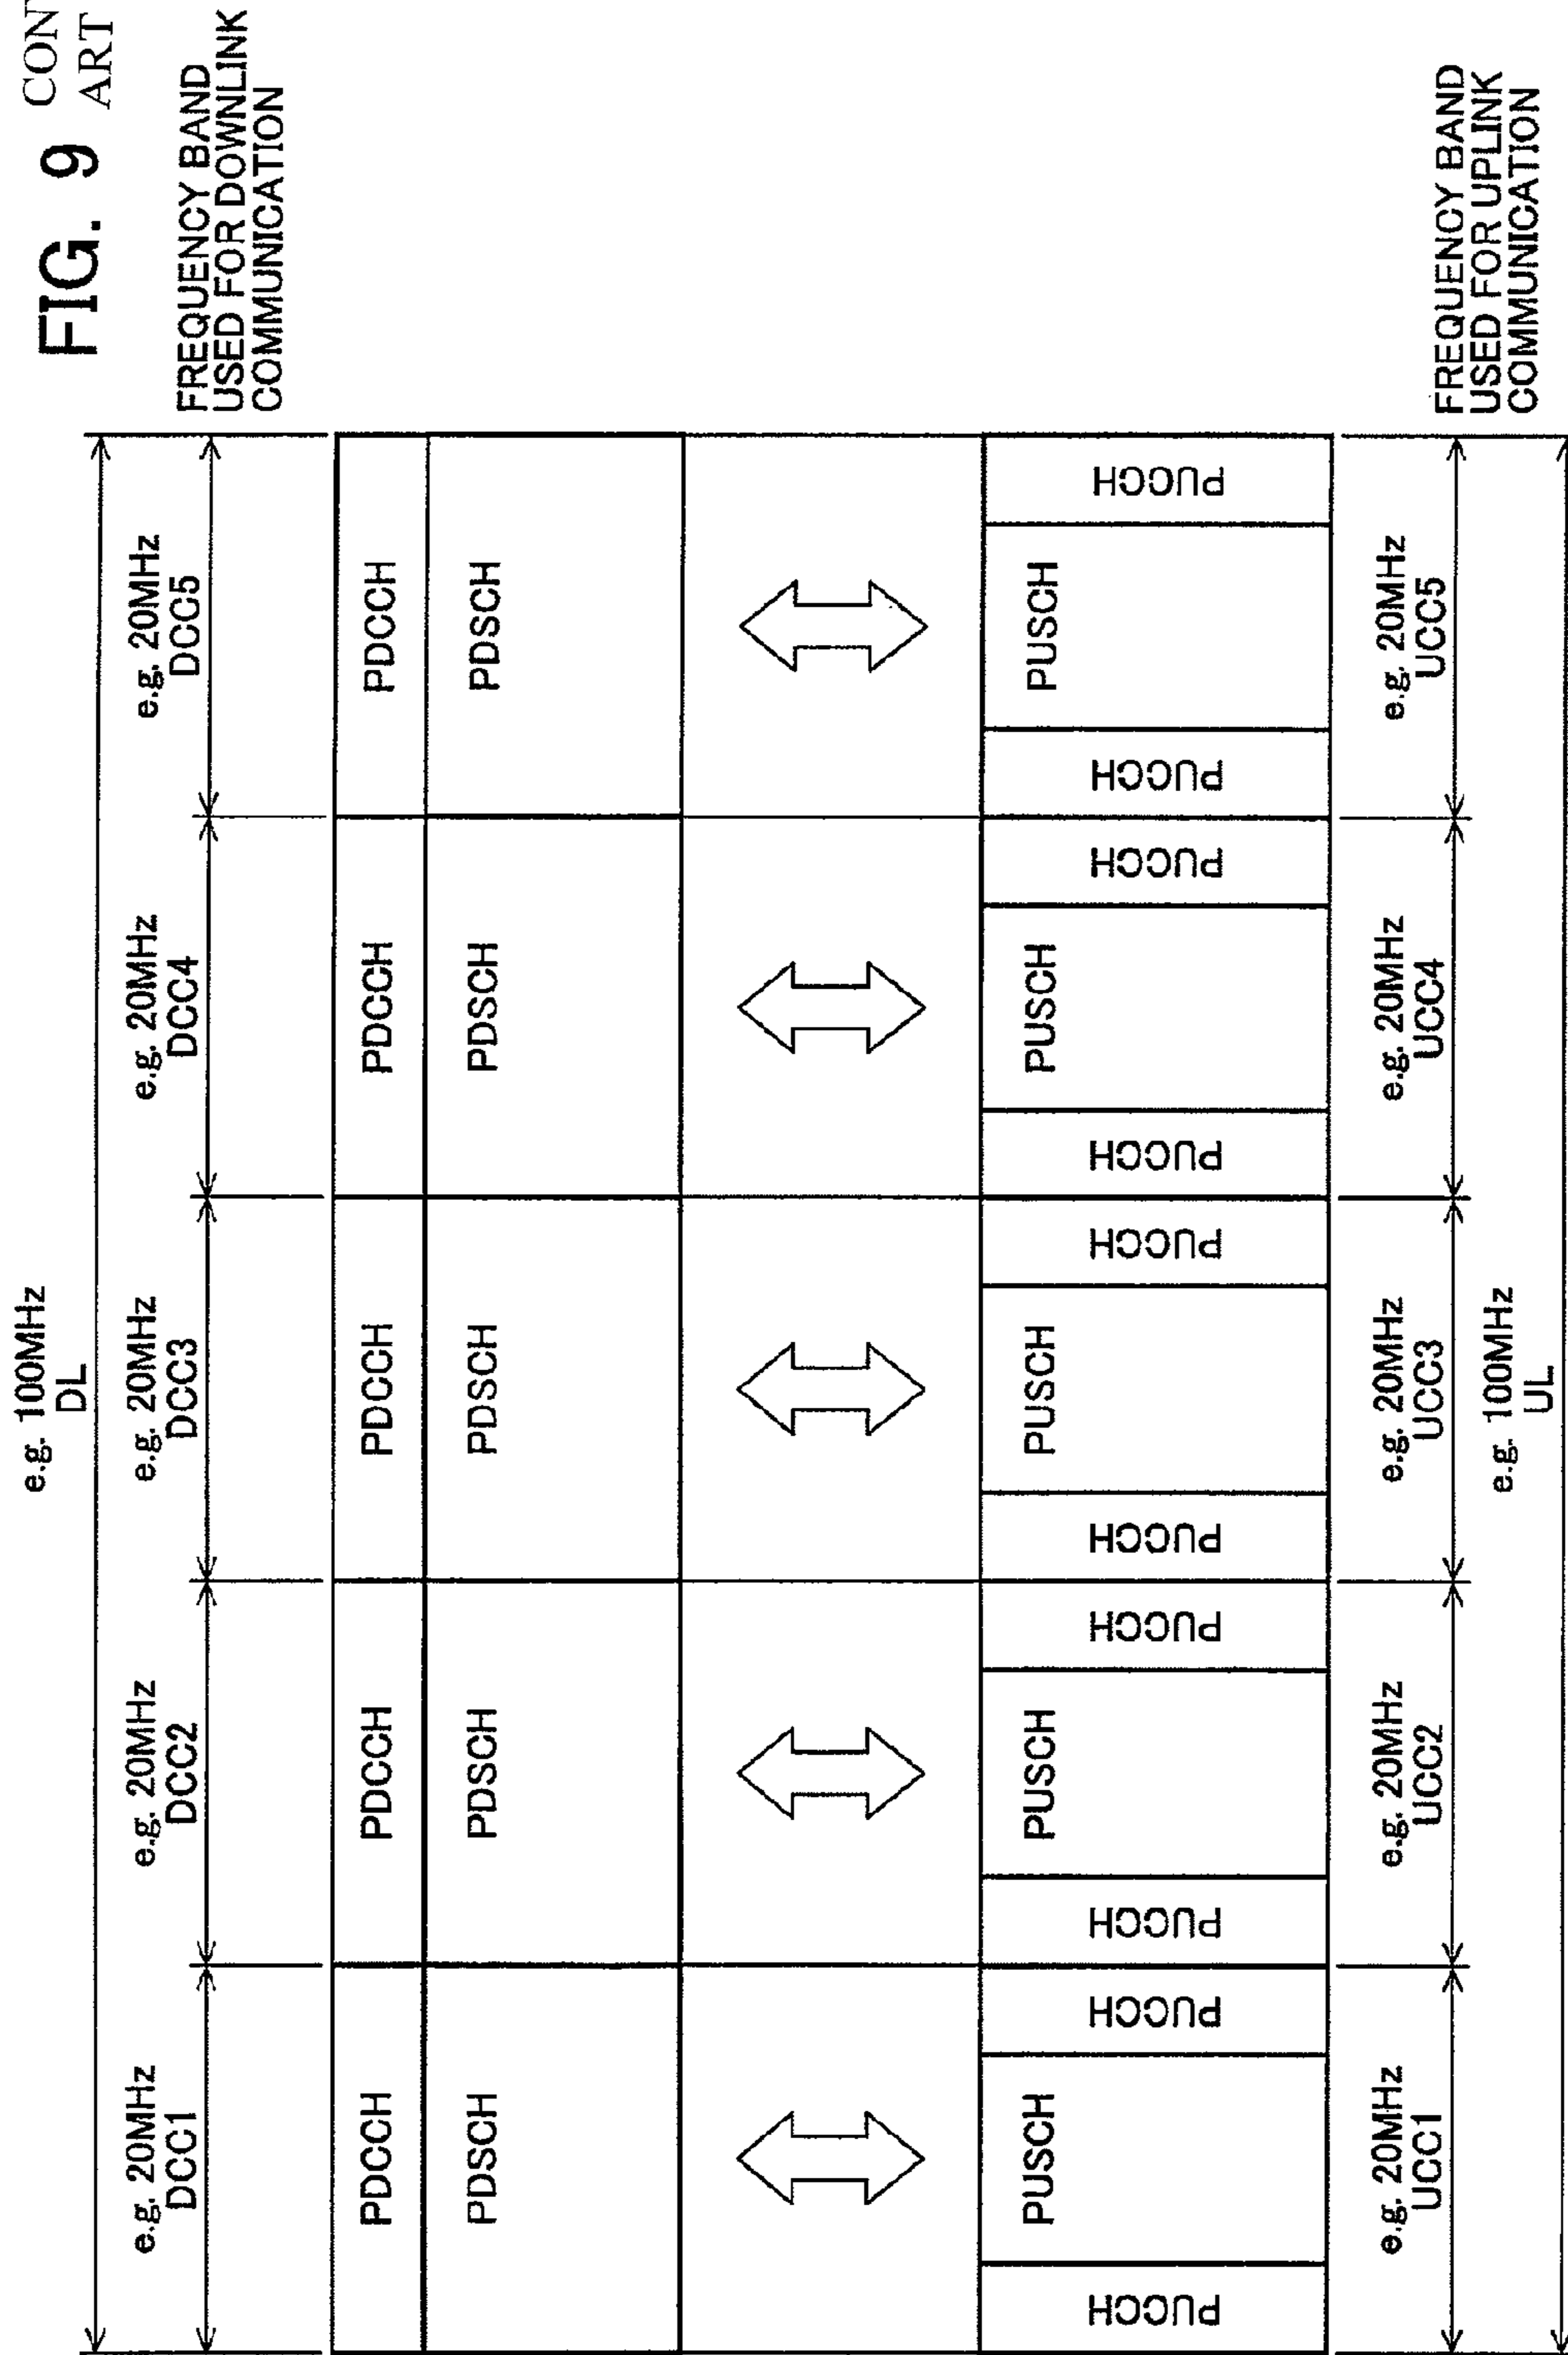 FIG. 9
ART
FREQUENCY BAND
USED FOR DOWNLINK
COMMUNICATION
e.g. 100MHz
DL
e.g. 20MHz
DCC1
e.g. 20MHz
DCC2
e.g. 20MHz
DCC3
e.g. 20MHz
DCC4
e.g. 20MHz
DCC5
PDCCH
PDCCH
PDCCH
PDCCH
PDCCH
PDSCH
PDSCH
PDSCH
PDSCH
PDSCH
PUCCH
PUSCH
PUCCH
PUCCH
PUSCH
PUCCH
PUCCH
PUSCH
PUCCH
PUCCH
PUSCH
PUCCH
PUCCH
PUSCH
PUCCH
e.g. 20MHz
UCC1
e.g. 20MHz
UCC2
e.g. 20MHz
UCC3
e.g. 20MHz
UCC4
e.g. 20MHz
UCC5
e.g. 100MHz
UL
FREQUENCY BAND
USED FOR UPLINK
COMMUNICATION